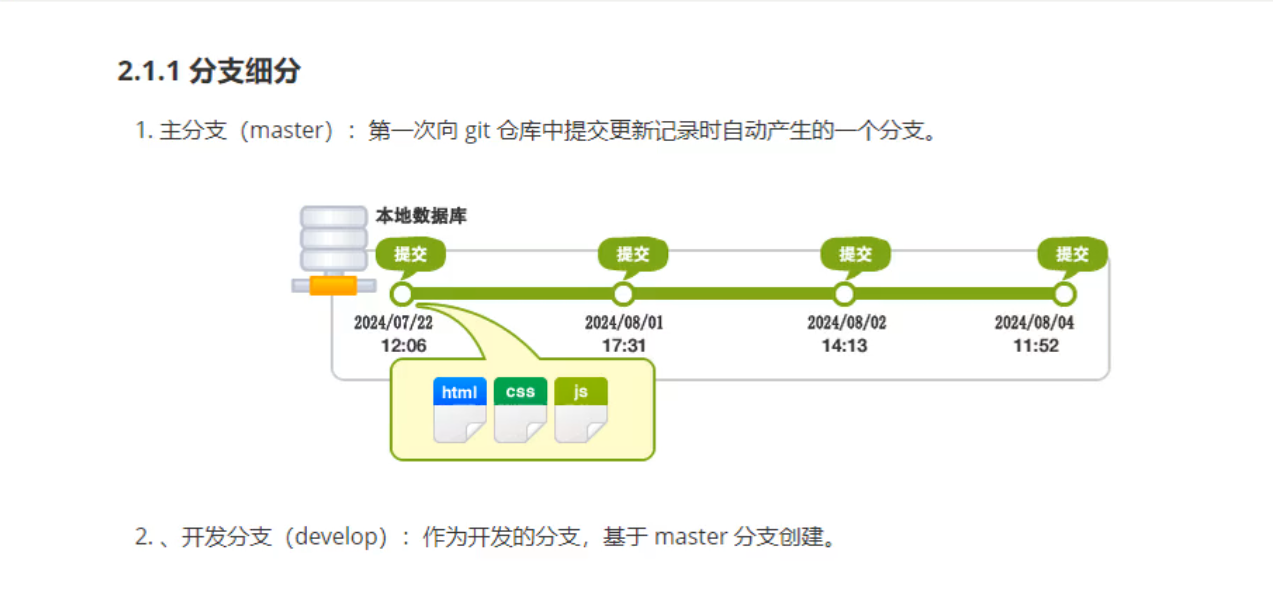 2.1.1 分支细分
1. 主分支（master）：第一次向 git 仓库中提交更新记录时自动产生的一个分支。
本地数据库
提交 提交 提交 提交
2024/07/22 2024/08/01 2024/08/02 2024/08/04
12:06 17:31 14:13 11:52
html css js
2. 、开发分支（develop）：作为开发的分支，基于 master 分支创建。